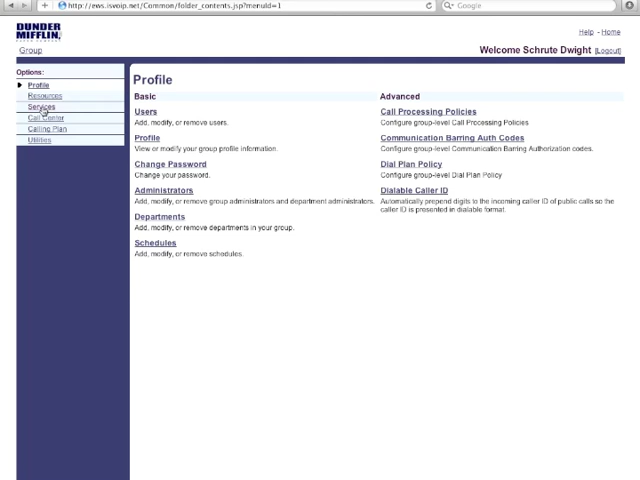 http://ews.isvoip.net/Common/folder_contents.jsp?menuId=1
Google
DUNDER
MIFFLIN,
Help - Home
Group
Welcome Schrute Dwight [Logout]
Options:
Profile
Resources
Services
Call Center
Calling Plan
Utilities
Profile
Basic
Users
Add, modify, or remove users.
Profile
View or modify your group profile information.
Change Password
Change your password.
Administrators
Add, modify, or remove group administrators and department administrators.
Departments
Add, modify, or remove departments in your group.
Schedules
Add, modify, or remove schedules.
Advanced
Call Processing Policies
Configure group-level Call Processing Policies
Communication Barring Auth Codes
Configure group-level Communication Barring Authorization codes.
Dial Plan Policy
Configure group-level Dial Plan Policy
Dialable Caller ID
Automatically prepend digits to the incoming caller ID of public calls so the
caller ID is presented in dialable format.